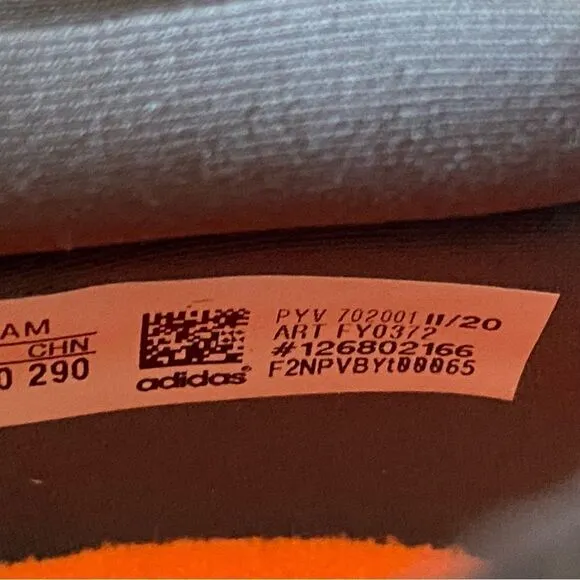 AM
CHN
0 290
adidas
PYV 702001 11/20
ART FY0372
#126802166
F2NPVBYt00065